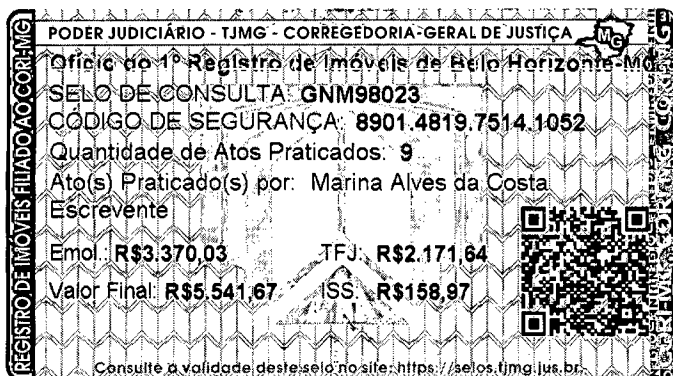 PODER JUDICIÁRIO - TJMG - CORREGEDORIA-GERAL DE JUSTIÇA
MG
Ofício do 1º Registro de Imóveis de Belo Horizonte-MG
SELO DE CONSULTA: GNM98023
CÓDIGO DE SEGURANÇA: 8901.4819.7514.1052
Quantidade de Atos Praticados: 9
Ato(s) Praticado(s) por: Marina Alves da Costa
Escrevente
Emol.: R$3.370,03 TFJ: R$2.171,64
Valor Final: R$5.541,67 ISS: R$158,97
Consulte a validade deste selo no site: https://selos.tjmg.jus.br
REGISTRO DE IMÓVEIS FILIADO AO CORI-MG